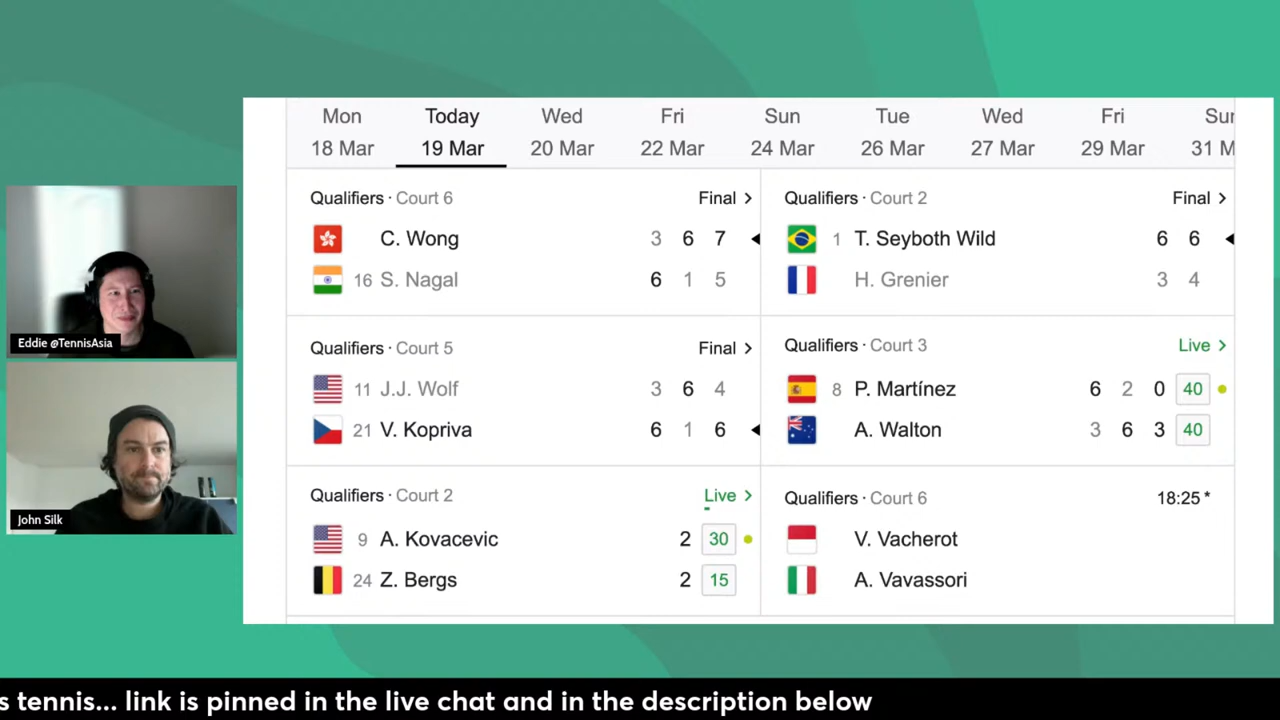 Mon Today Wed Fri Sun Tue Wed Fri Sun
18 Mar 19 Mar 20 Mar 22 Mar 24 Mar 26 Mar 27 Mar 29 Mar 31 M
Qualifiers · Court 6 Final >
C. Wong 3 6 7
16 S. Nagal 6 1 5
Qualifiers · Court 2 Final >
1 T. Seyboth Wild 6 6
H. Grenier 3 4
Qualifiers · Court 5 Final >
11 J.J. Wolf 3 6 4
21 V. Kopriva 6 1 6
Qualifiers · Court 3 Live >
8 P. Martínez 6 2 0 40
A. Walton 3 6 3 40
Qualifiers · Court 2 Live >
9 A. Kovacevic 2 30
24 Z. Bergs 2 15
Qualifiers · Court 6 18:25 *
V. Vacherot
A. Vavassori
Eddie @TennisAsia
John Silk
s tennis... link is pinned in the live chat and in the description below